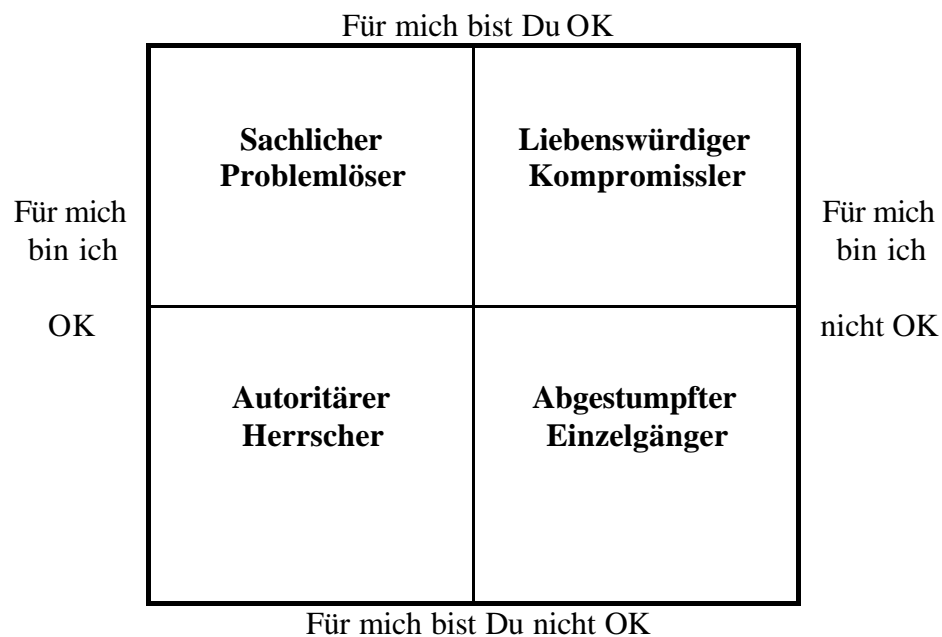 Für mich bist Du OK
Sachlicher
Problemlöser
Liebenswürdiger
Kompromissler
Für mich
bin ich
OK
Für mich
bin ich
nicht OK
Autoritärer
Herrscher
Abgestumpfter
Einzelgänger
Für mich bist Du nicht OK